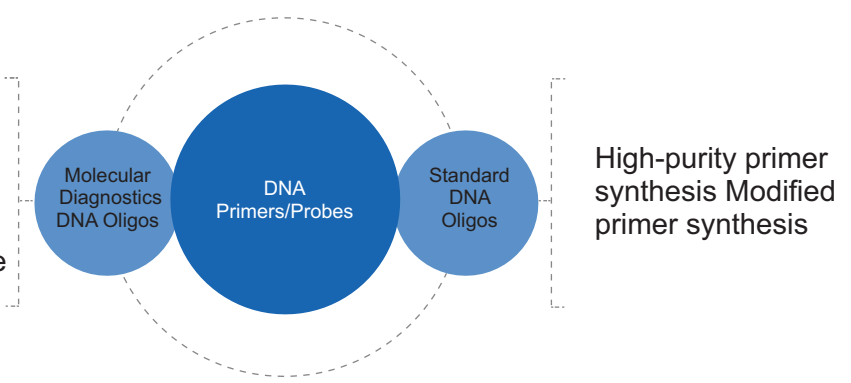 Molecular
Diagnostics
DNA Oligos
DNA
Primers/Probes
Standard
DNA
Oligos
High-purity primer
synthesis Modified
primer synthesis
e